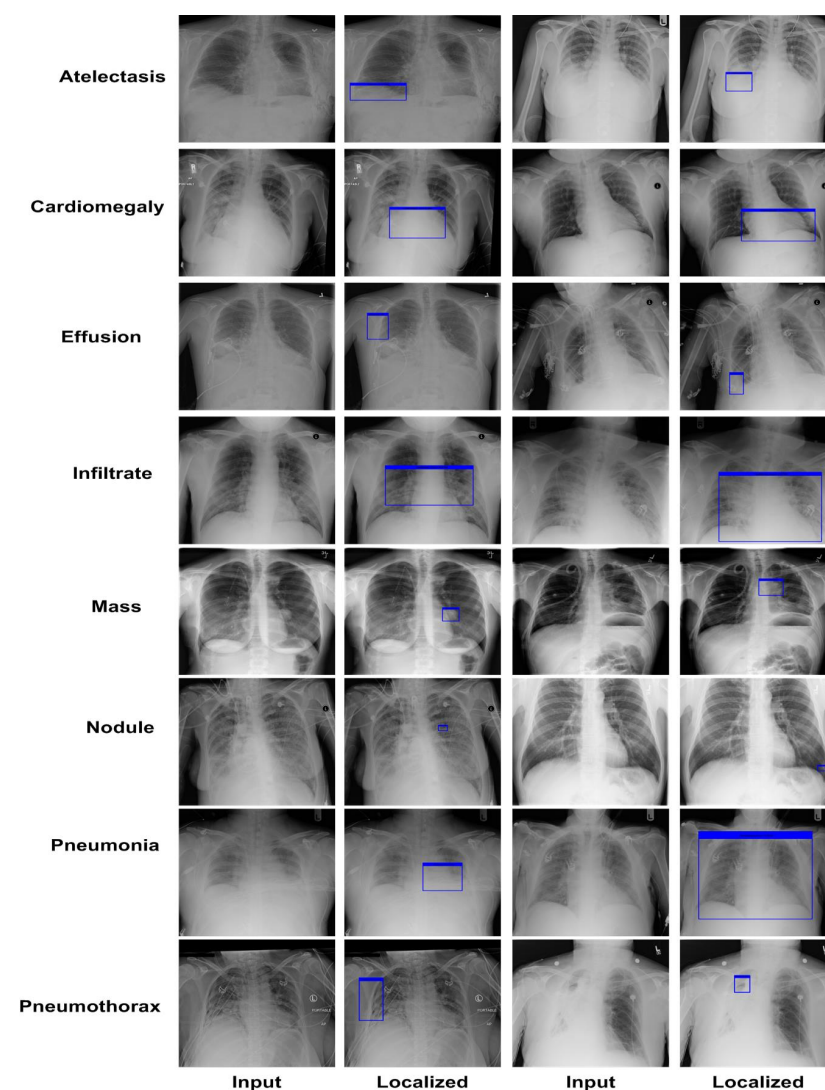 Atelectasis
Cardiomegaly
Effusion
Infiltrate
Mass
Nodule
Pneumonia
Pneumothorax
Input Localized Input Localized